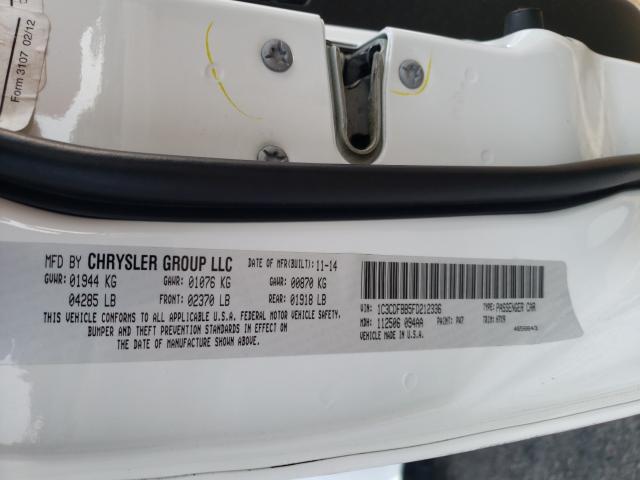 Form 3107 02/12
MFD BY CHRYSLER GROUP LLC DATE OF MFR(BUILT): 11-14
GVWR: 01944 KG GAWR: 01076 KG GAWR: 00870 KG
04285 LB FRONT: 02370 LB REAR: 01918 LB
THIS VEHICLE CONFORMS TO ALL APPLICABLE U.S.A. FEDERAL MOTOR VEHICLE SAFETY,
BUMPER AND THEFT PREVENTION STANDARDS IN EFFECT ON
THE DATE OF MANUFACTURE SHOWN ABOVE.
VIN: 1C3CDFBB5FD212336 TYPE: PASSENGER CAR
MDH: 112506 094AA PAINT: PW7 TRIM:
VEHICLE MADE IN U.S.A.